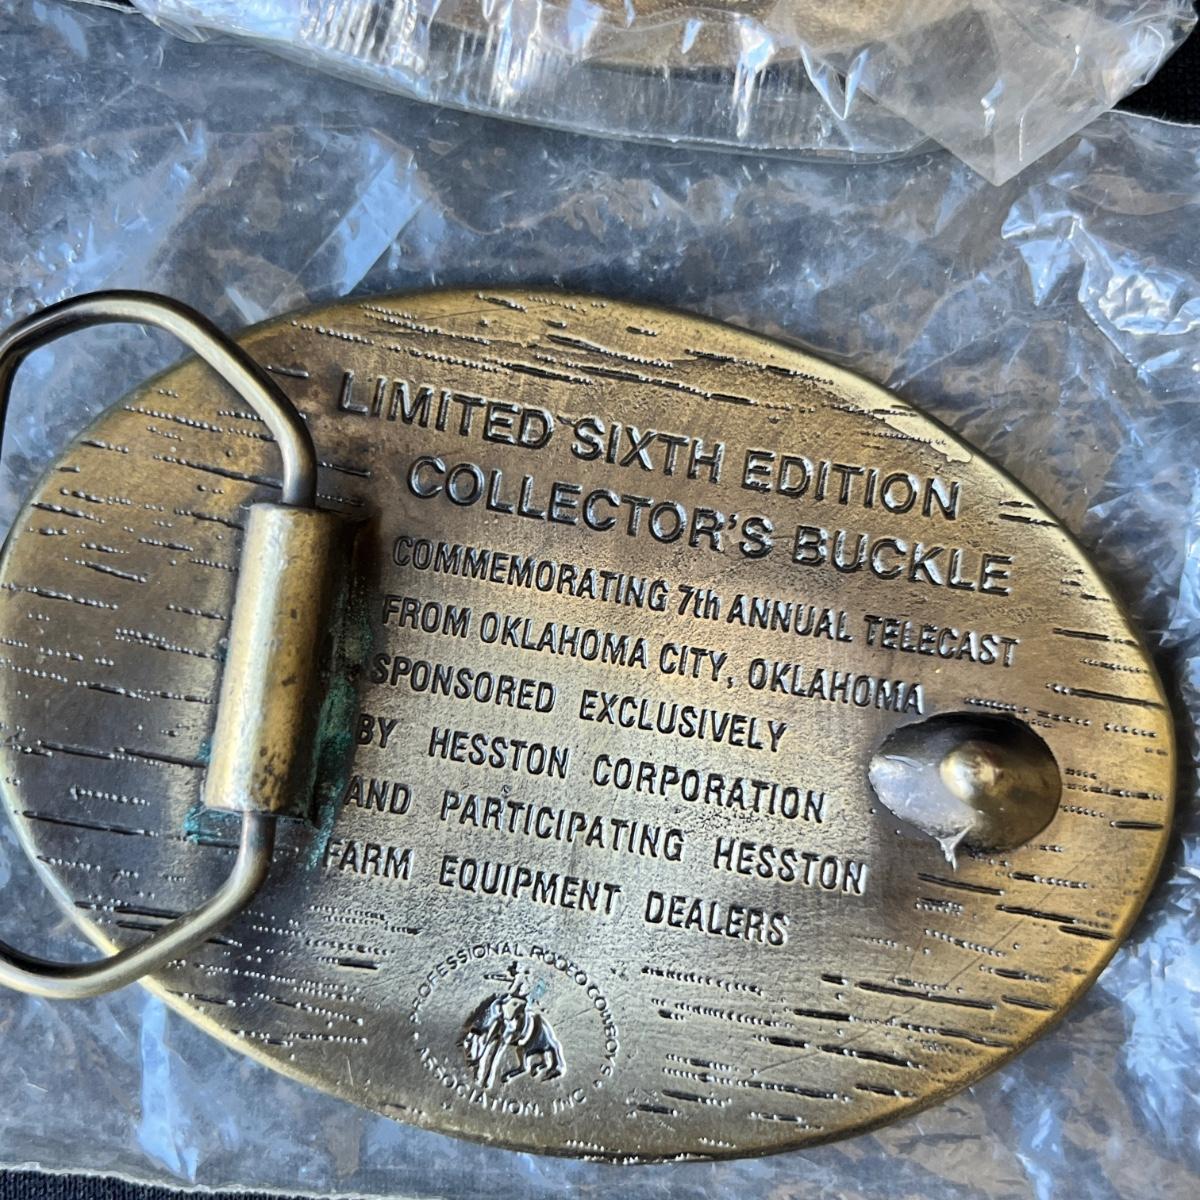 LIMITED SIXTH EDITION
COLLECTOR'S BUCKLE
COMMEMORATING 7th ANNUAL TELECAST
FROM OKLAHOMA CITY, OKLAHOMA
SPONSORED EXCLUSIVELY
BY HESSTON CORPORATION
AND PARTICIPATING HESSTON
FARM EQUIPMENT DEALERS
PROFESSIONAL RODEO COWBOYS
ASSOCIATION, INC